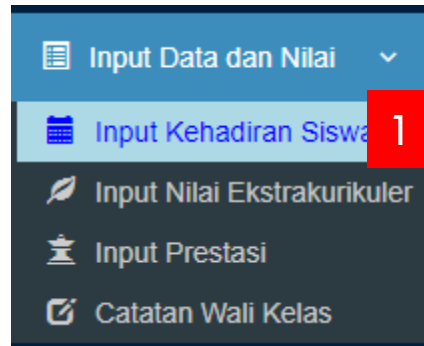 Input Data dan Nilai
Input Kehadiran Siswa
1
Input Nilai Ekstrakurikuler
Input Prestasi
Catatan Wali Kelas